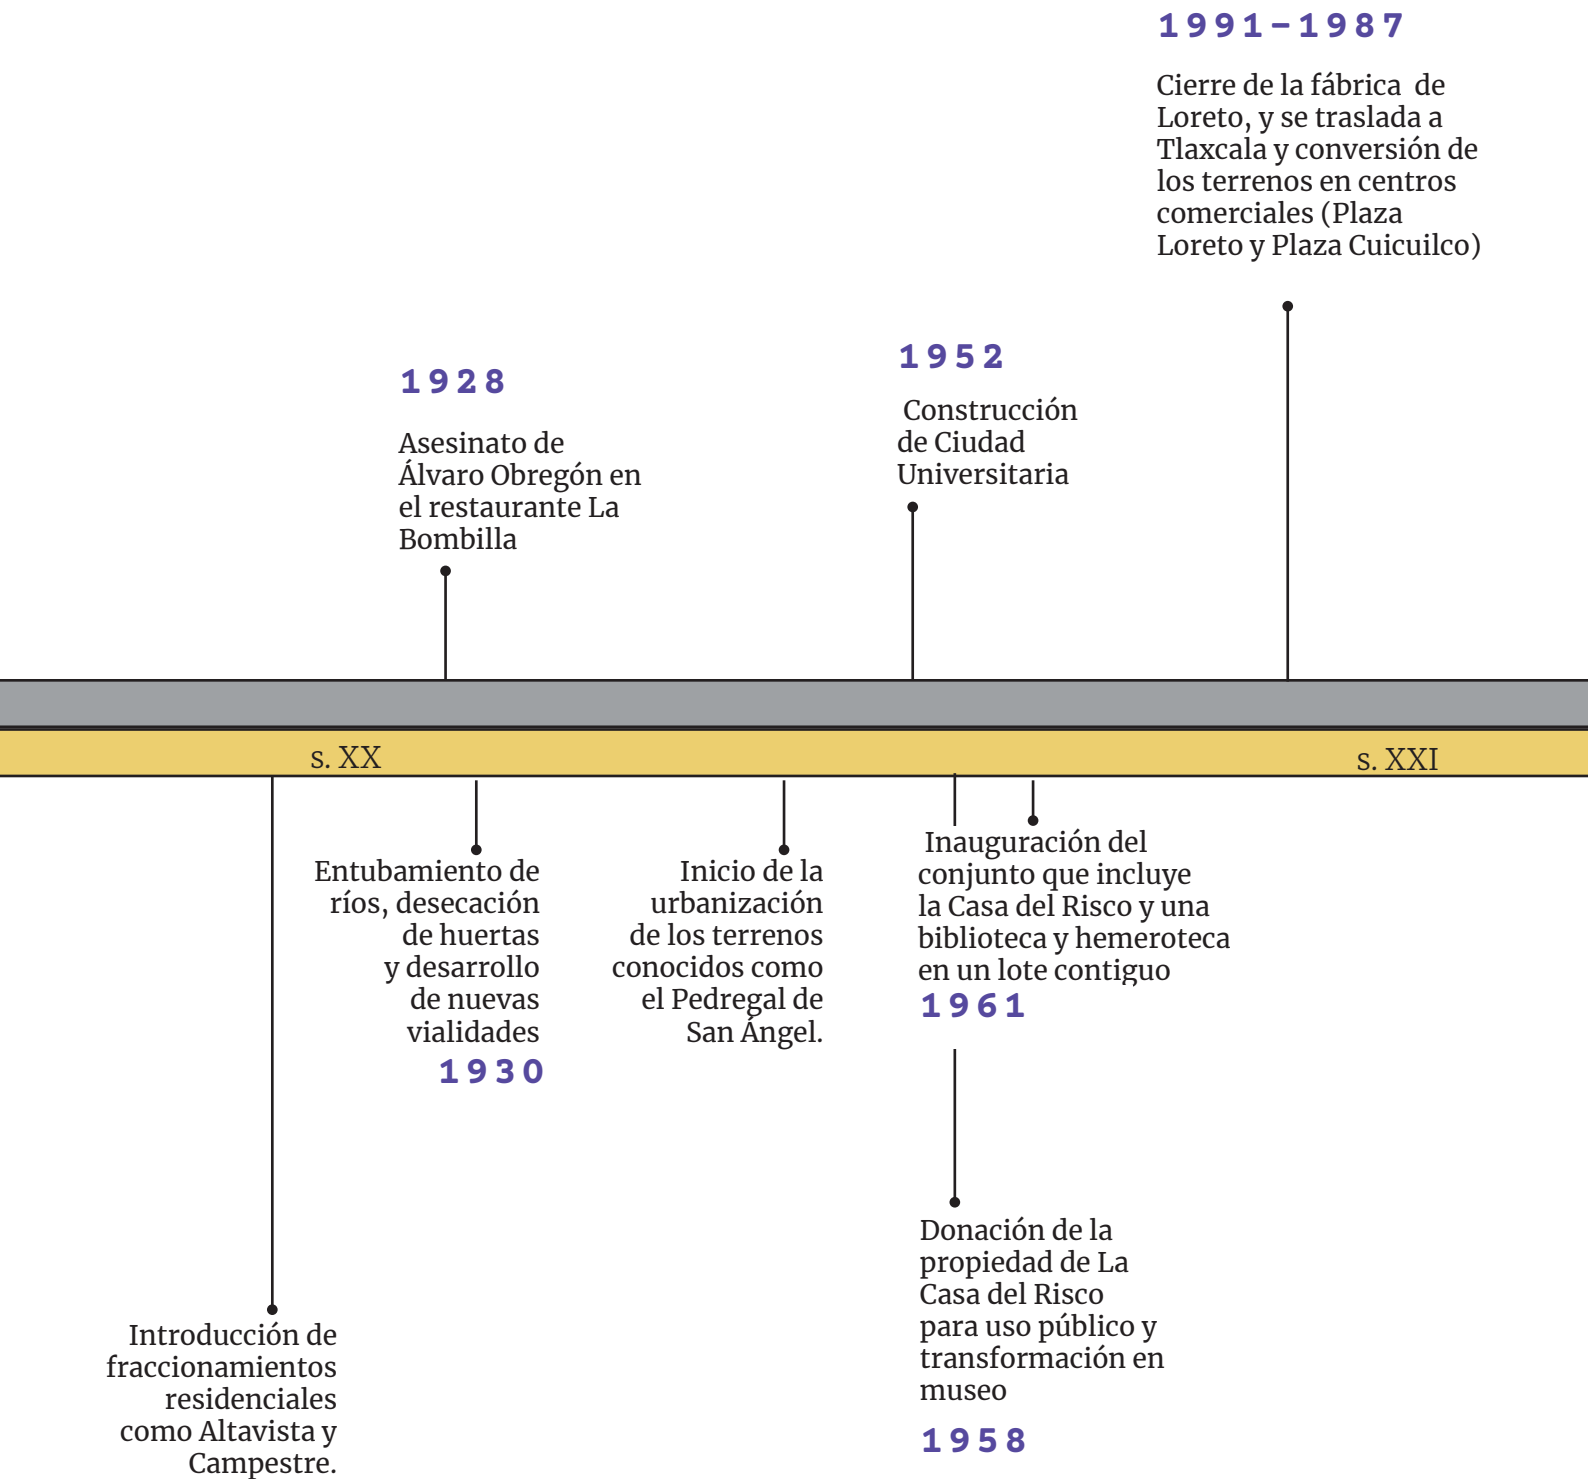 1991-1987
Cierre de la fábrica de
Loreto, y se traslada a
Tlaxcala y conversión de
los terrenos en centros
comerciales (Plaza
Loreto y Plaza Cuicuilco)
1928
Asesinato de
Álvaro Obregón en
el restaurante La
Bombilla
1952
Construcción
de Ciudad
Universitaria
s. XX
s. XXI
Entubamiento de
ríos, desecación
de huertas
y desarrollo
de nuevas
vialidades
1930
Inicio de la
urbanización
de los terrenos
conocidos como
el Pedregal de
San Ángel.
Inauguración del
conjunto que incluye
la Casa del Risco y una
biblioteca y hemeroteca
en un lote contiguo
1961
Introducción de
fraccionamientos
residenciales
como Altavista y
Campestre.
Donación de la
propiedad de La
Casa del Risco
para uso público y
transformación en
museo
1958